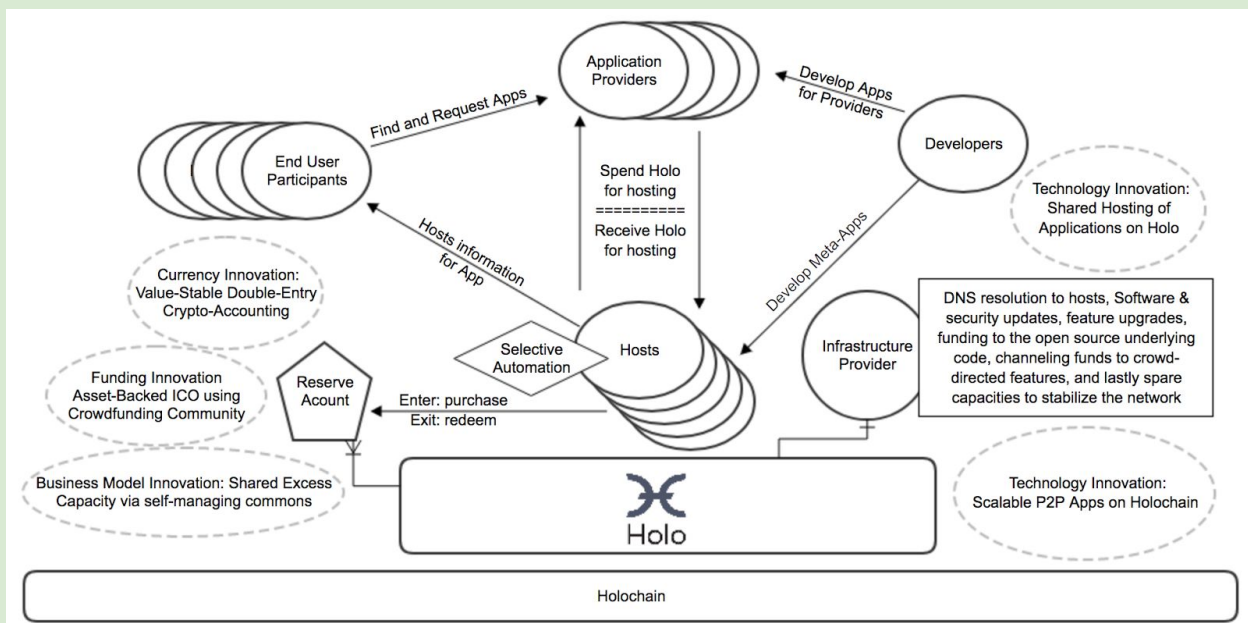 Application
Providers
Develop Apps
for Providers
Find and Request Apps
Developers
End User
Participants
Spend Holo
for hosting
==========
Receive Holo
for hosting
Technology Innovation:
Shared Hosting of
Applications on Holo
Hosts information
for App
Develop Meta-Apps
Currency Innovation:
Value-Stable Double-Entry
Crypto-Accounting
DNS resolution to hosts, Software &
security updates, feature upgrades,
funding to the open source underlying
code, channeling funds to crowd-
directed features, and lastly spare
capacities to stabilize the network
Selective
Automation
Hosts
Infrastructure
Provider
Funding Innovation
Asset-Backed ICO using
Crowdfunding Community
Reserve
Acount
Enter: purchase
Exit: redeem
Business Model Innovation: Shared Excess
Capacity via self-managing commons
Technology Innovation:
Scalable P2P Apps on Holochain
Holo
Holochain